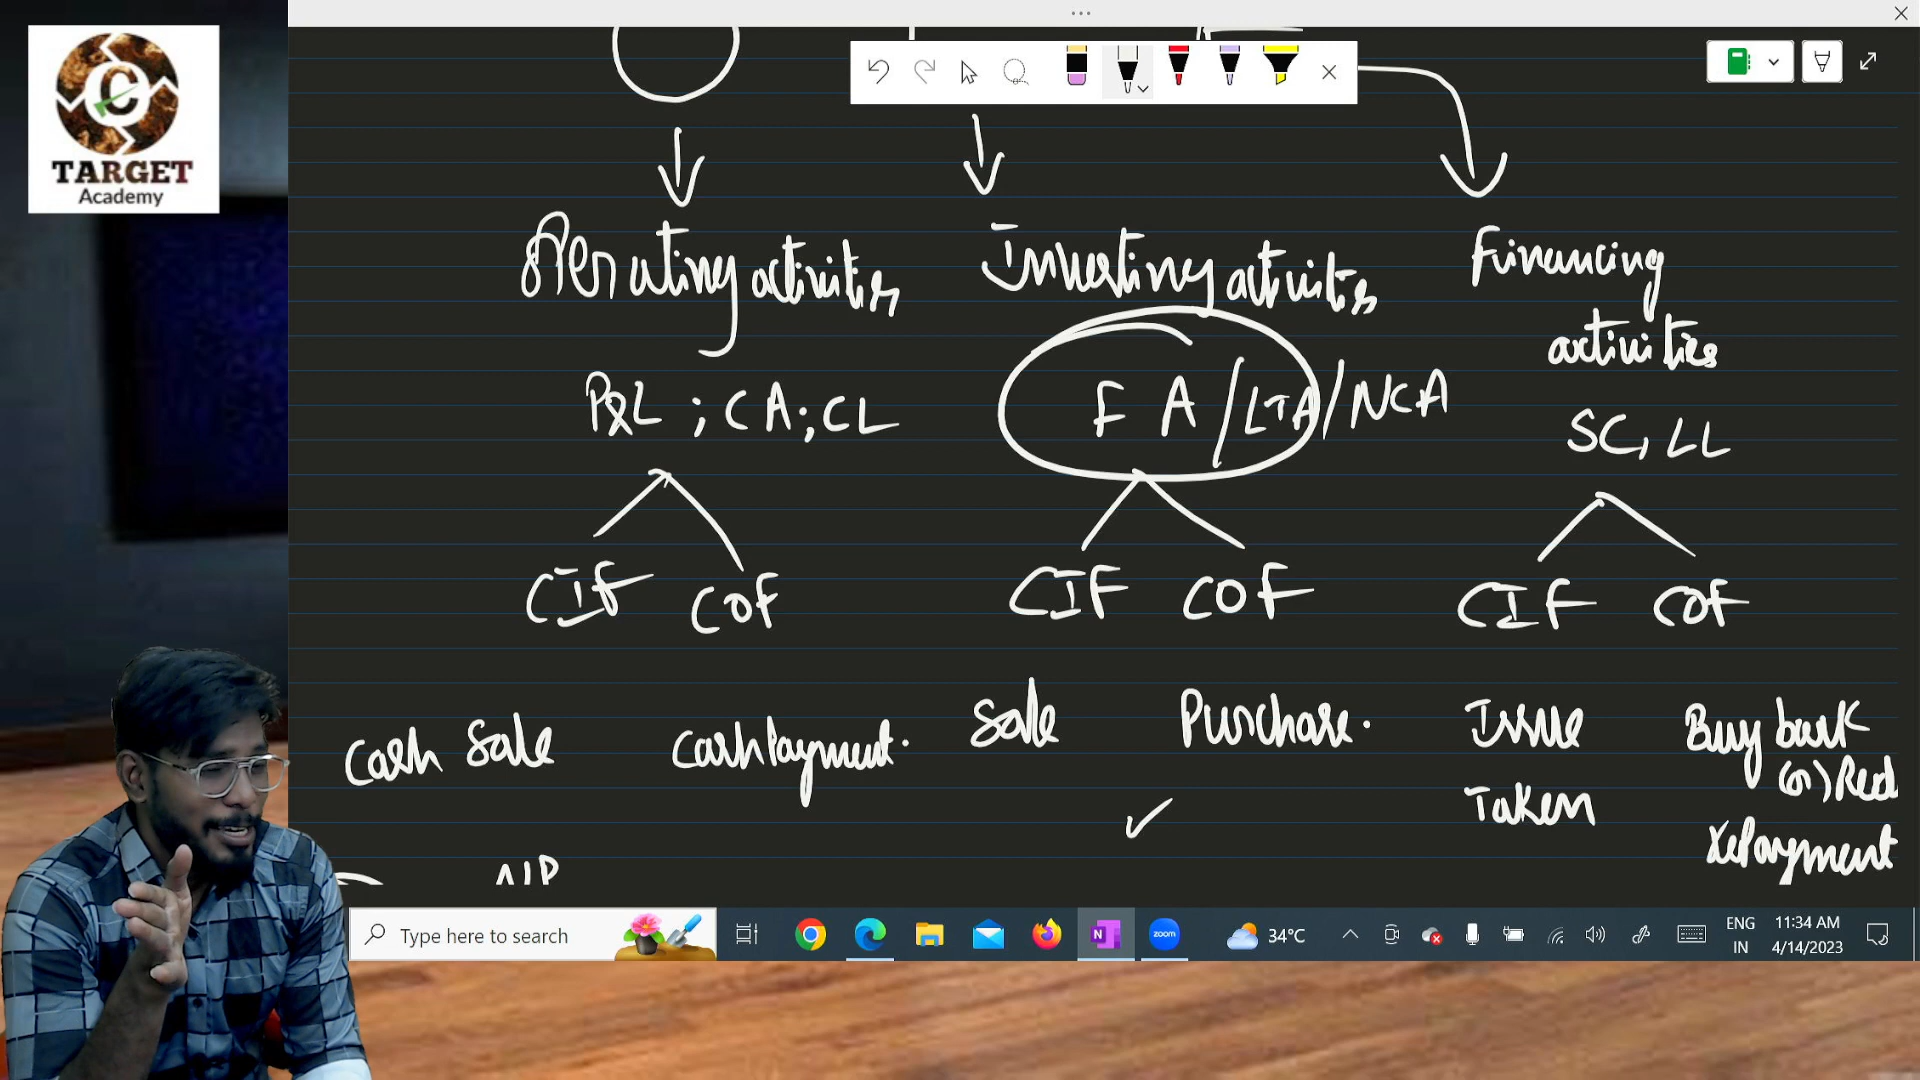 TARGET
Academy
Operating activities
Investing activities
Financing
activities
P&L ; CA; CL
F A / LTA / NCA
SC, LL
CIF COF
CIF COF
CIF COF
Cash Sale
Cash Payment.
Sale
Purchase.
Issue
Taken
Buy back
(or) Red
repayment
Type here to search
zoom
34°C
ENG
IN
11:34 AM
4/14/2023